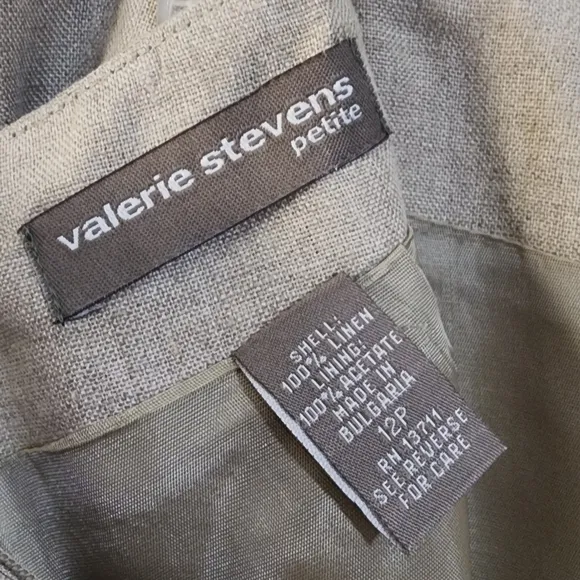 valerie stevens
petite
SHELL:
100% LINEN
LINING:
100% ACETATE
MADE IN
BULGARIA
12P
RN 13711
SEE REVERSE
FOR CARE